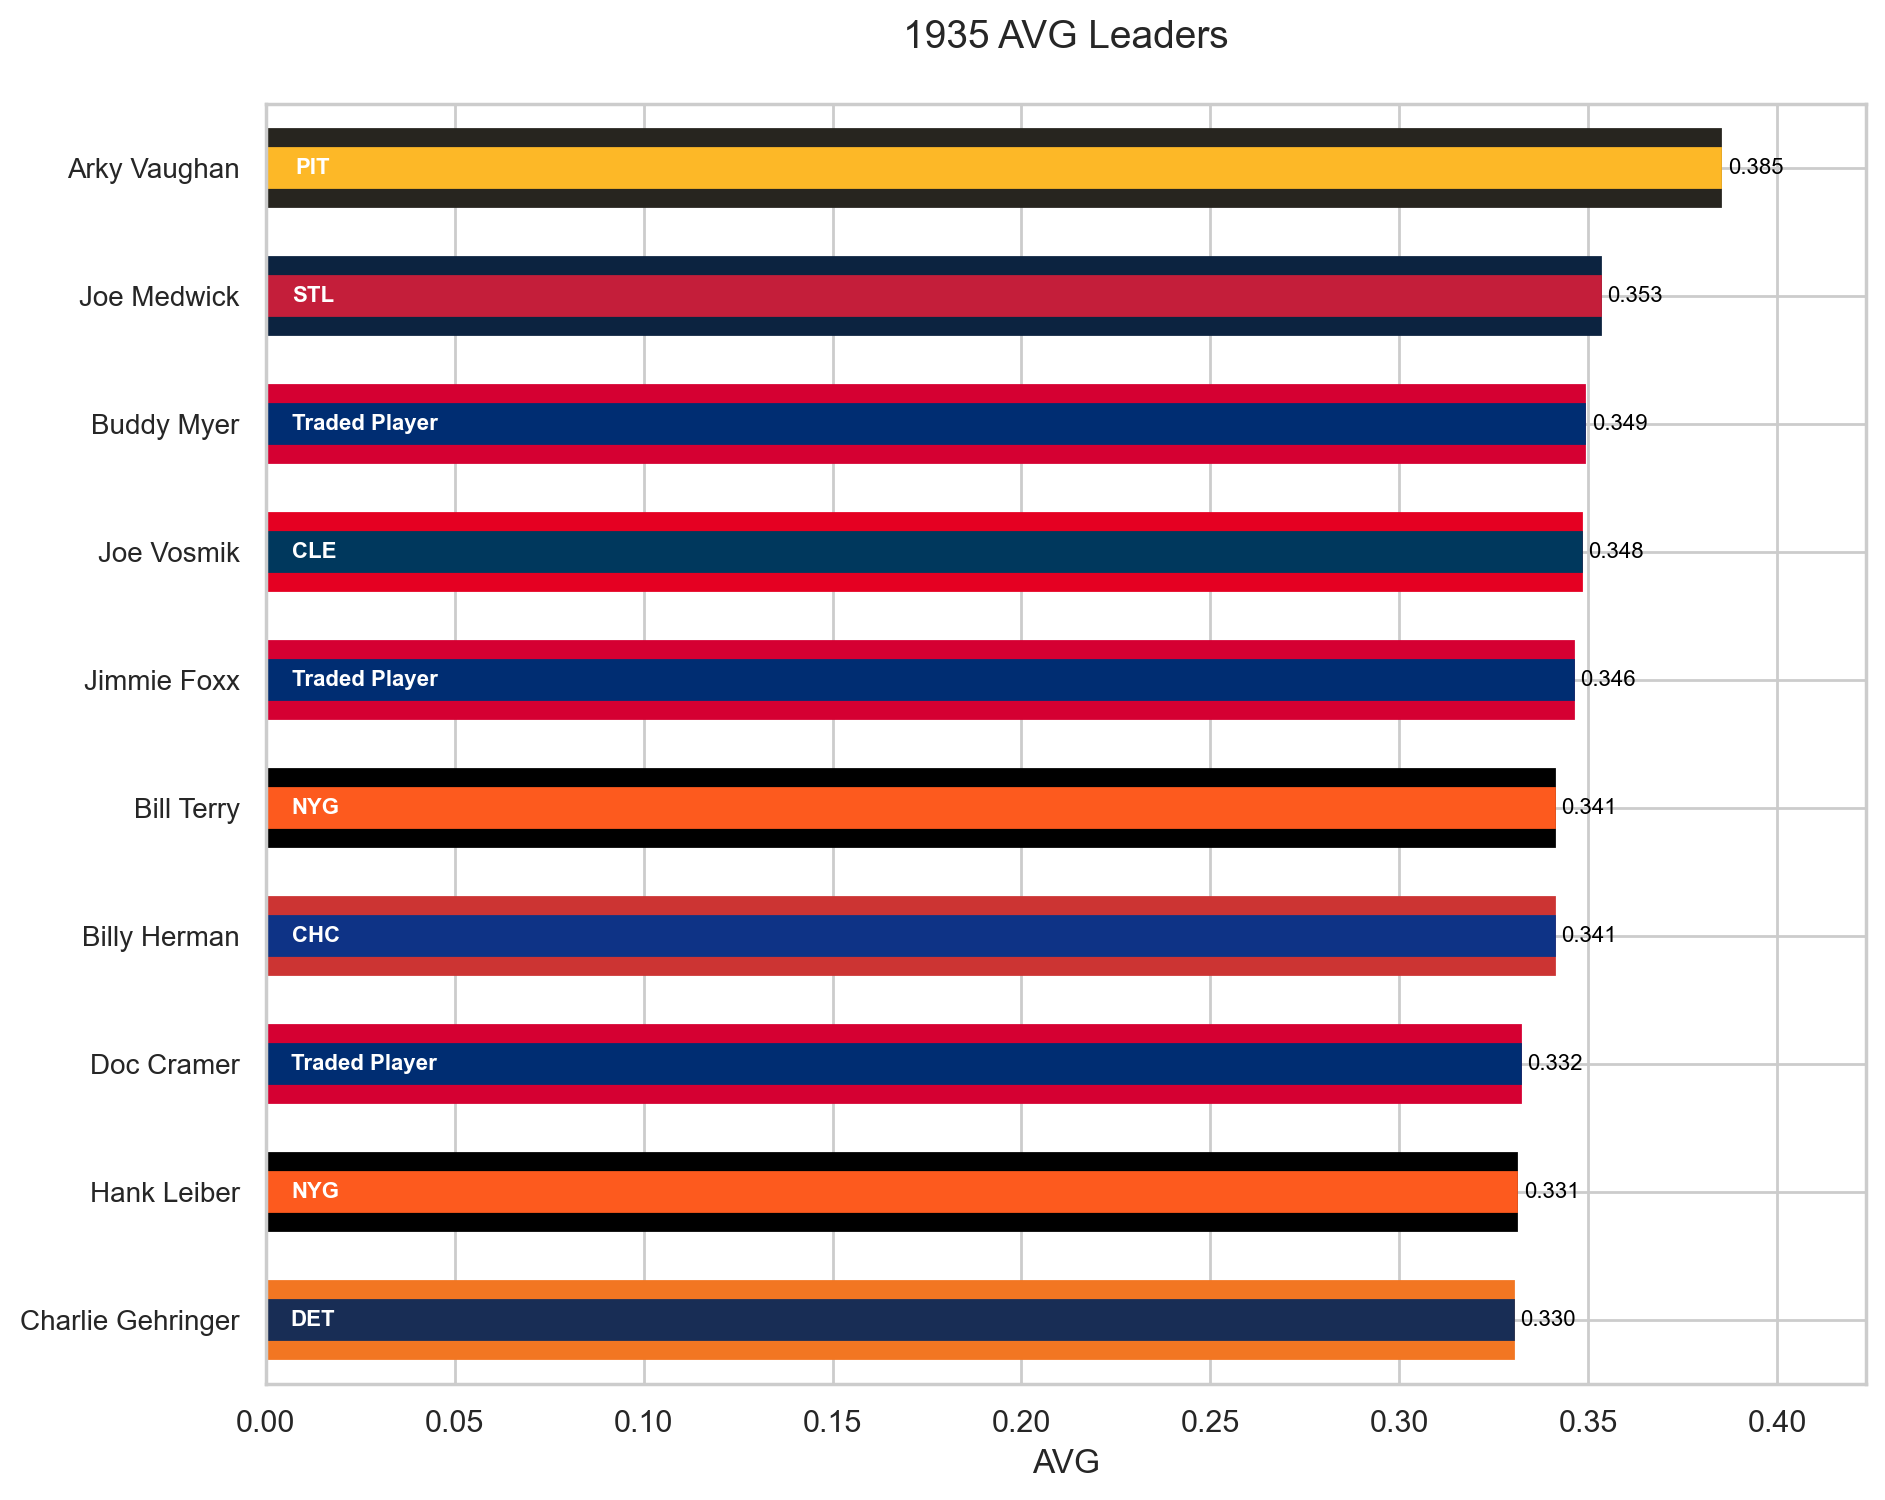 1935 AVG Leaders
Arky Vaughan PIT 0.385
Joe Medwick STL 0.353
Buddy Myer Traded Player 0.349
Joe Vosmik CLE 0.348
Jimmie Foxx Traded Player 0.346
Bill Terry NYG 0.341
Billy Herman CHC 0.341
Doc Cramer Traded Player 0.332
Hank Leiber NYG 0.331
Charlie Gehringer DET 0.330
0.00 0.05 0.10 0.15 0.20 0.25 0.30 0.35 0.40
AVG